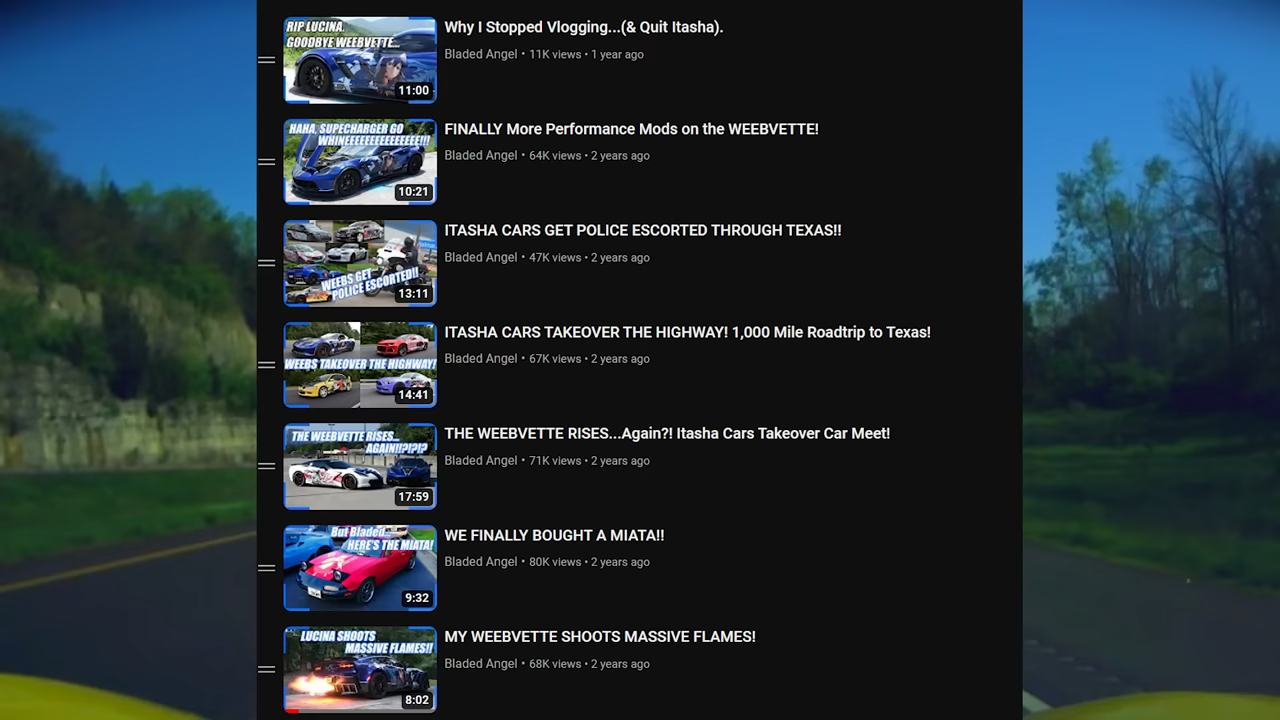 RIP LUCINA.
GOODBYE WEEBVETTE...
11:00
Why I Stopped Vlogging...(& Quit Itasha).
Bladed Angel • 11K views • 1 year ago
HAHA, SUPECHARGER GO
WHINEEEEEEEEEEEEEEE!!!
10:21
FINALLY More Performance Mods on the WEEBVETTE!
Bladed Angel • 64K views • 2 years ago
WEEBS GET
POLICE ESCORTED!!
13:11
ITASHA CARS GET POLICE ESCORTED THROUGH TEXAS!!
Bladed Angel • 47K views • 2 years ago
WEEBS TAKEOVER THE HIGHWAY!
14:41
ITASHA CARS TAKEOVER THE HIGHWAY! 1,000 Mile Roadtrip to Texas!
Bladed Angel • 67K views • 2 years ago
THE WEEBVETTE RISES...
AGAIN!!?!?!?
17:59
THE WEEBVETTE RISES...Again?! Itasha Cars Takeover Car Meet!
Bladed Angel • 71K views • 2 years ago
But Bladed...
HERE'S THE MIATA!
9:32
WE FINALLY BOUGHT A MIATA!!
Bladed Angel • 80K views • 2 years ago
LUCINA SHOOTS
MASSIVE FLAMES!!
8:02
MY WEEBVETTE SHOOTS MASSIVE FLAMES!
Bladed Angel • 68K views • 2 years ago